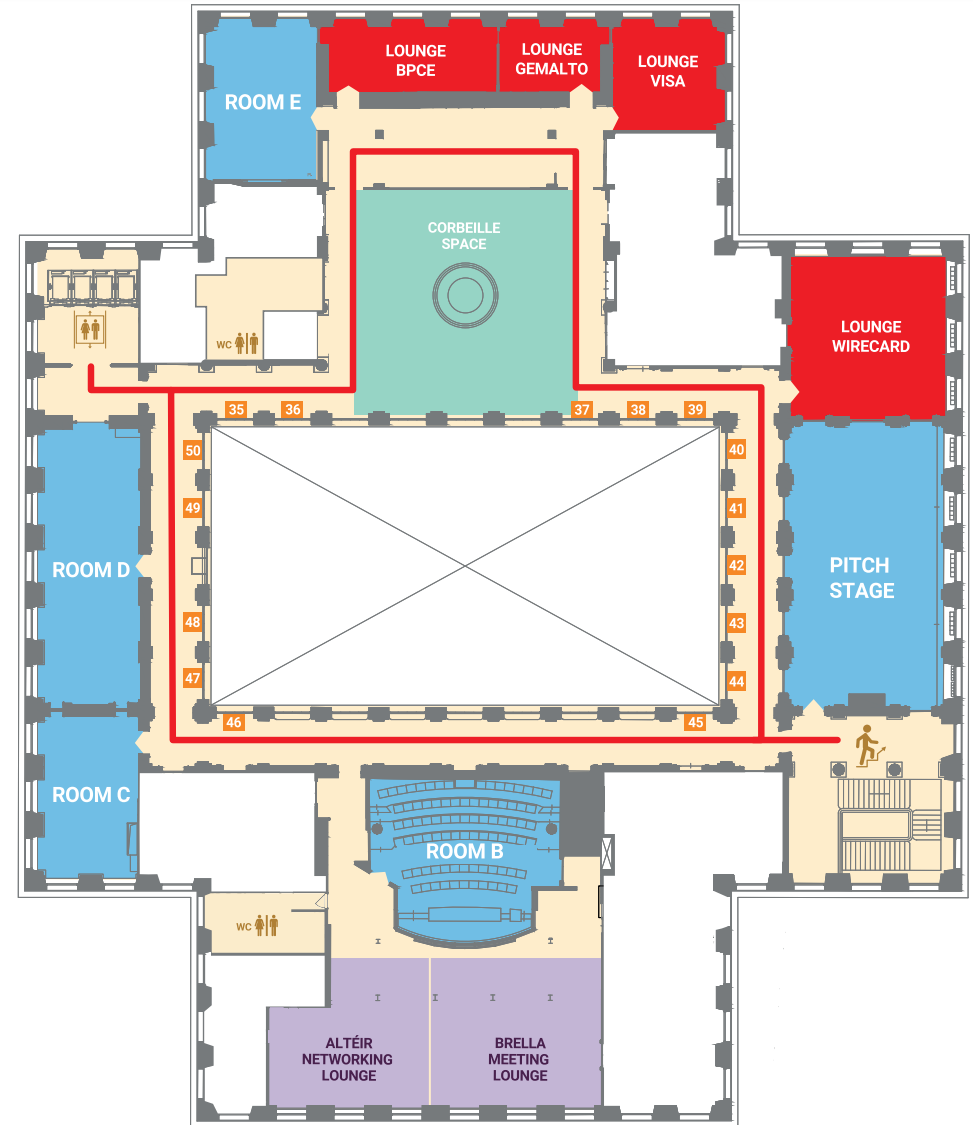 LOUNGE
BPCE
LOUNGE
GEMALTO
LOUNGE
VISA
ROOM E
CORBEILLE
SPACE
WC
LOUNGE
WIRECARD
35
36
37
38
39
50
40
49
41
ROOM D
42
PITCH
STAGE
48
43
47
44
46
45
ROOM C
ROOM B
WC
ALTÉIR
NETWORKING
LOUNGE
BRELLA
MEETING
LOUNGE